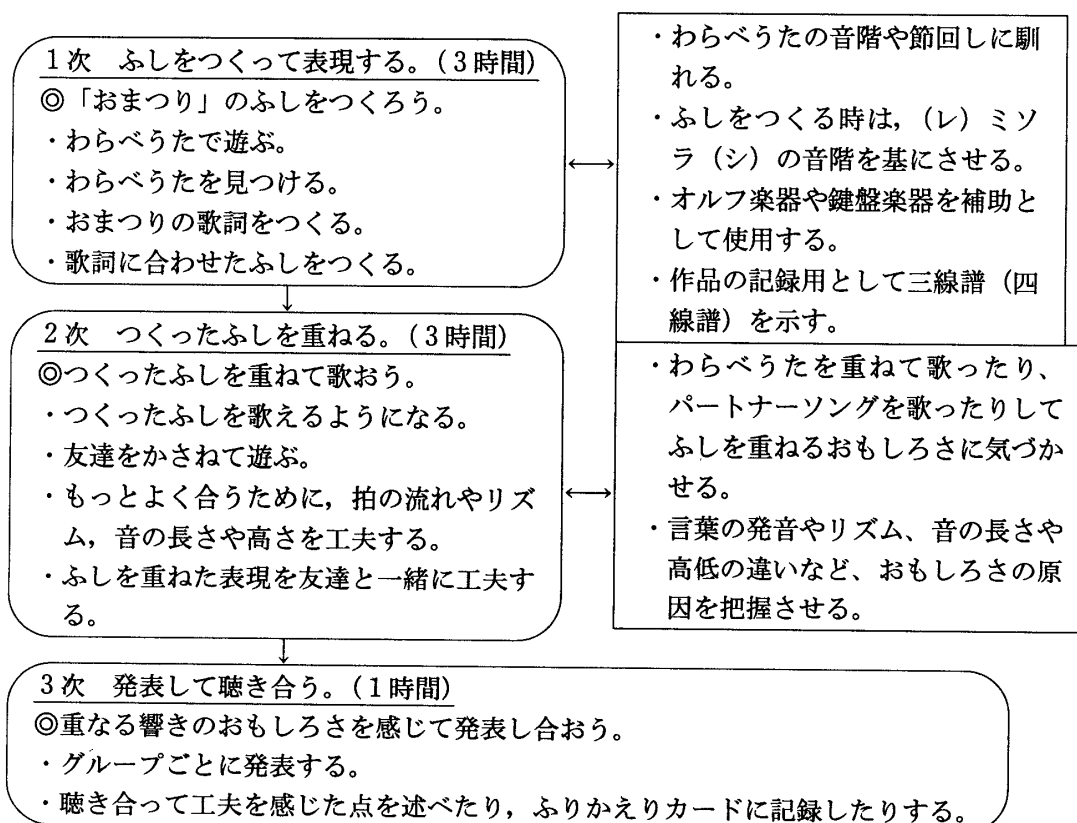 1次 ふしをつくって表現する。(3時間)
◎「おまつり」のふしをつくろう。
・わらべうたで遊ぶ。
・わらべうたを見つける。
・おまつりの歌詞をつくる。
・歌詞に合わせたふしをつくる。
↔
・わらべうたの音階や節回しに馴
れる。
・ふしをつくる時は,(レ)ミソ
ラ(シ)の音階を基にさせる。
・オルフ楽器や鍵盤楽器を補助と
して使用する。
・作品の記録用として三線譜(四
線譜)を示す。
↓
2次 つくったふしを重ねる。(3時間)
◎つくったふしを重ねて歌おう。
・つくったふしを歌えるようになる。
・友達をかさねて遊ぶ。
・もっとよく合うために,拍の流れやリズ
ム,音の長さや高さを工夫する。
・ふしを重ねた表現を友達と一緒に工夫す
る。
↔
・わらべうたを重ねて歌ったり、
パートナーソングを歌ったりして
ふしを重ねるおもしろさに気づか
せる。
・言葉の発音やリズム、音の長さや
高低の違いなど、おもしろさの原
因を把握させる。
↓
3次 発表して聴き合う。(1時間)
◎重なる響きのおもしろさを感じて発表し合おう。
・グループごとに発表する。
・聴き合って工夫を感じた点を述べたり,ふりかえりカードに記録したりする。